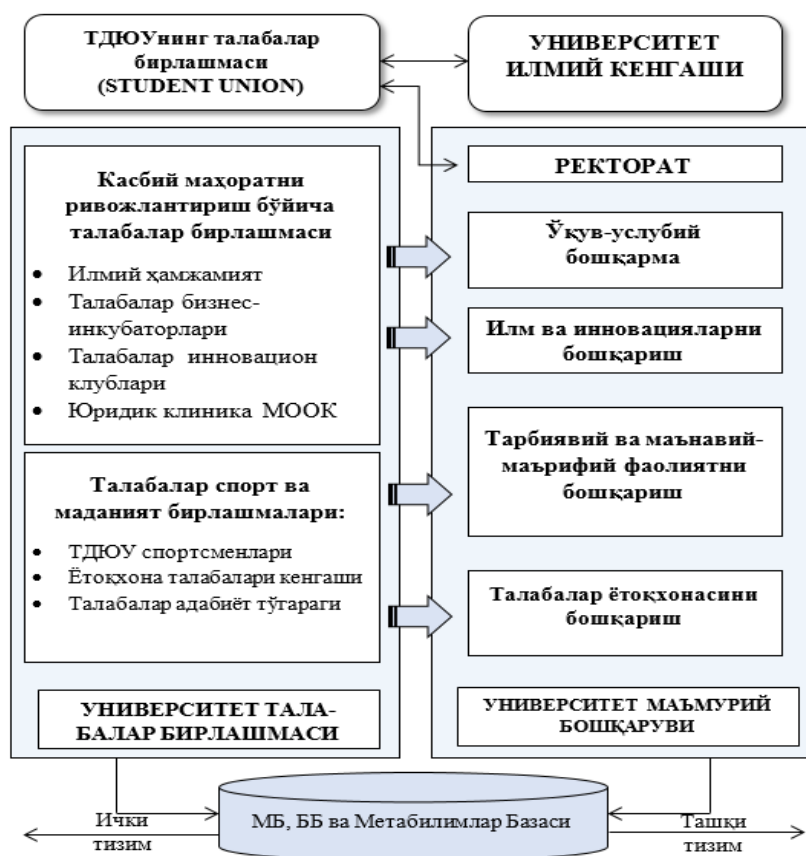 ТДЮУнинг талабалар
бирлашмаси
(STUDENT UNION)
УНИВЕРСИТЕТ
ИЛМИЙ КЕНГАШИ
Касбий маҳоратни
ривожлантириш бўйича
талабалар бирлашмаси
• Илмий ҳамжамият
• Талабалар бизнес-
инкубаторлари
• Талабалар инновацион
клублари
• Юридик клиника МООК
Талабалар спорт ва
маданият бирлашмалари:
• ТДЮУ спортсменлари
• Ётоқхона талабалари кенгаши
• Талабалар адабиёт тўгараги
УНИВЕРСИТЕТ ТАЛА-
БАЛАР БИРЛАШМАСИ
РЕКТОРАТ
Ўқув-услубий
бошқарма
Илм ва инновацияларни
бошқариш
Тарбиявий ва маънавий-
маърифий фаолиятни
бошқариш
Талабалар ётоқхонасини
бошқариш
УНИВЕРСИТЕТ МАЪМУРИЙ
БОШҚАРУВИ
МБ, ББ ва Метабилимлар Базаси
Ички
тизим
Ташқи
тизим